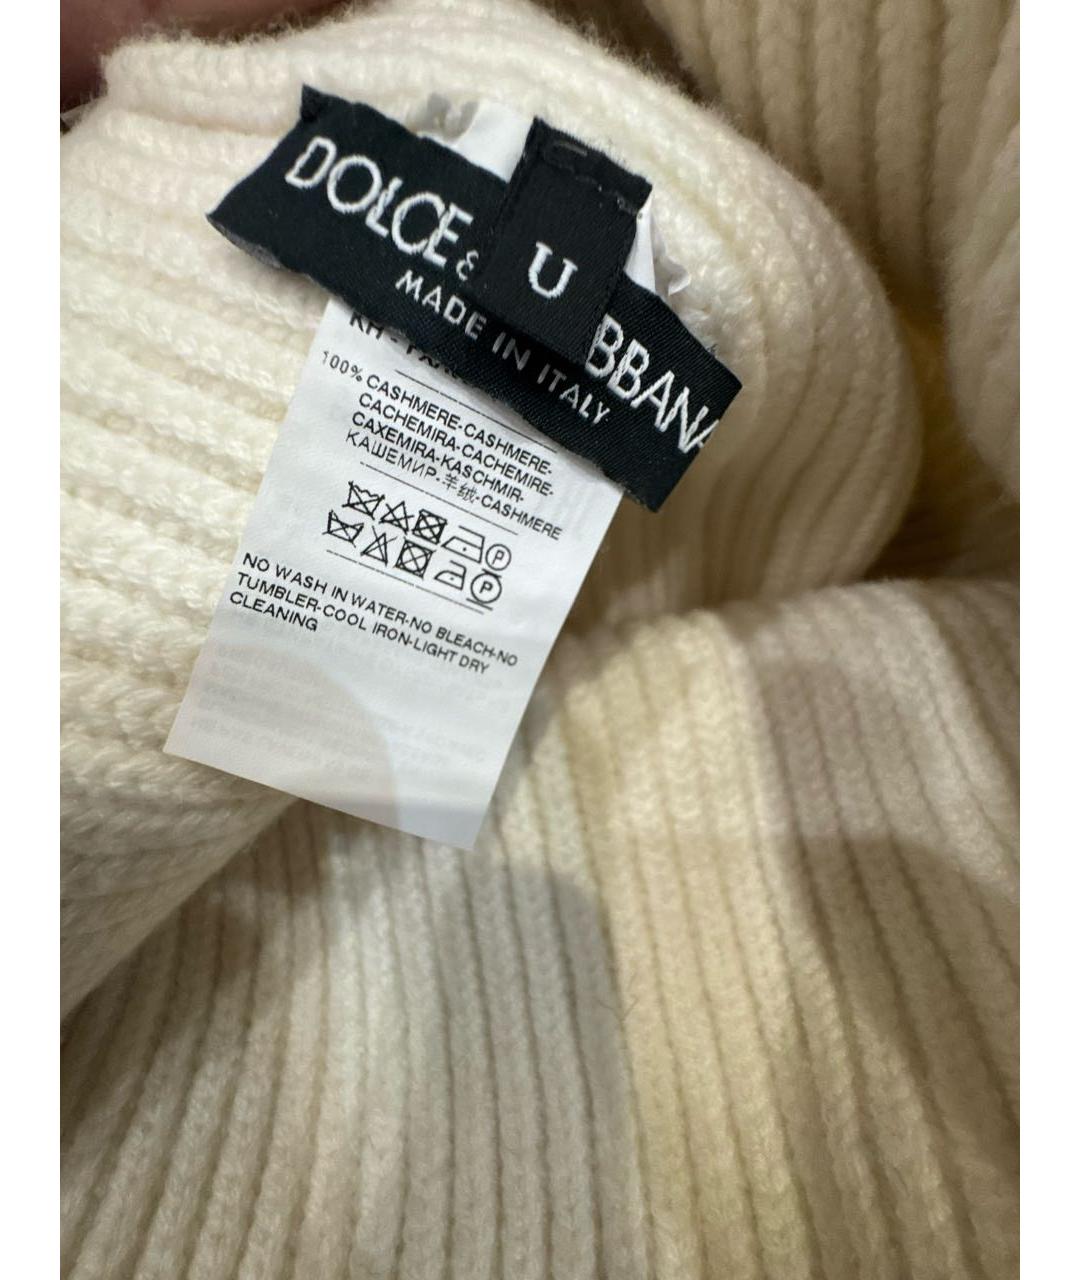 DOLCE &
U
BBANA
MADE IN ITALY
100% CASHMERE-CASHMERE-
CACHEMIRA-CACHEMIRE-
CAXEMIRA-KASCHMIR-
КАШЕМИР-羊绒-CASHMERE
P
P
NO WASH IN WATER-NO BLEACH-NO
TUMBLER-COOL IRON-LIGHT DRY
CLEANING